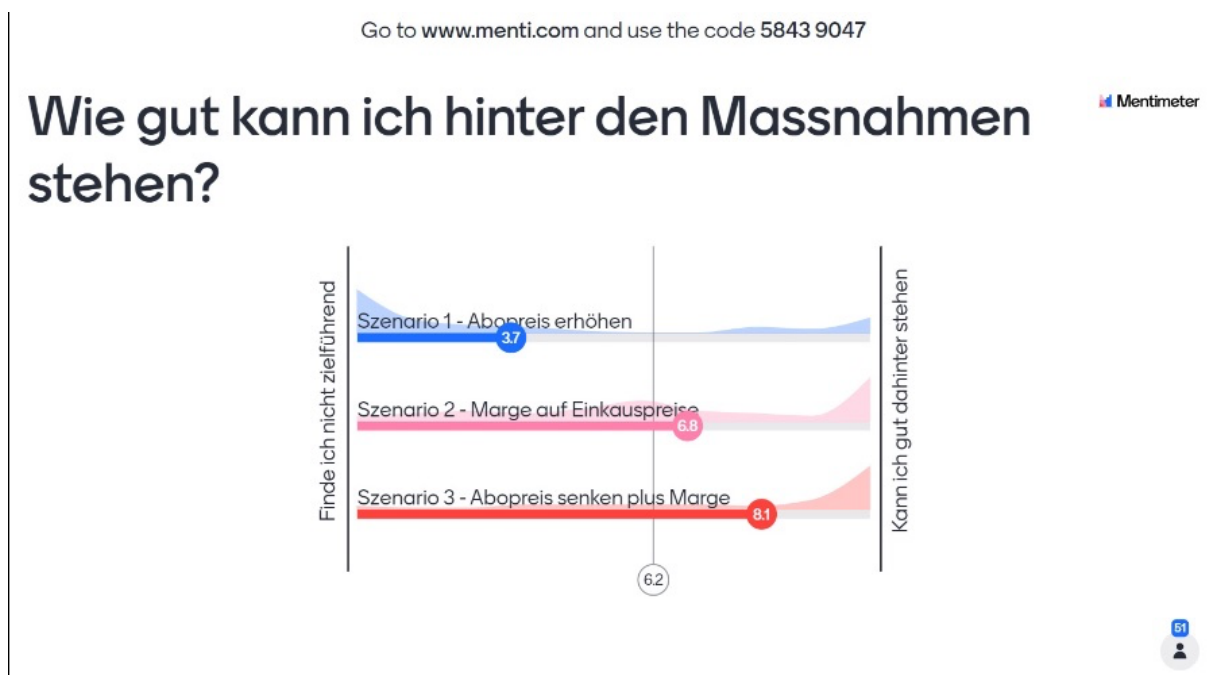 Go to www.menti.com and use the code 5843 9047
Mentimeter
Wie gut kann ich hinter den Massnahmen
stehen?
Finde ich nicht zielführend
Szenario 1 - Abopreis erhöhen
3.7
Szenario 2 - Marge auf Einkauspreise
6.8
Szenario 3 - Abopreis senken plus Marge
8.1
6.2
Kann ich gut dahinter stehen
51